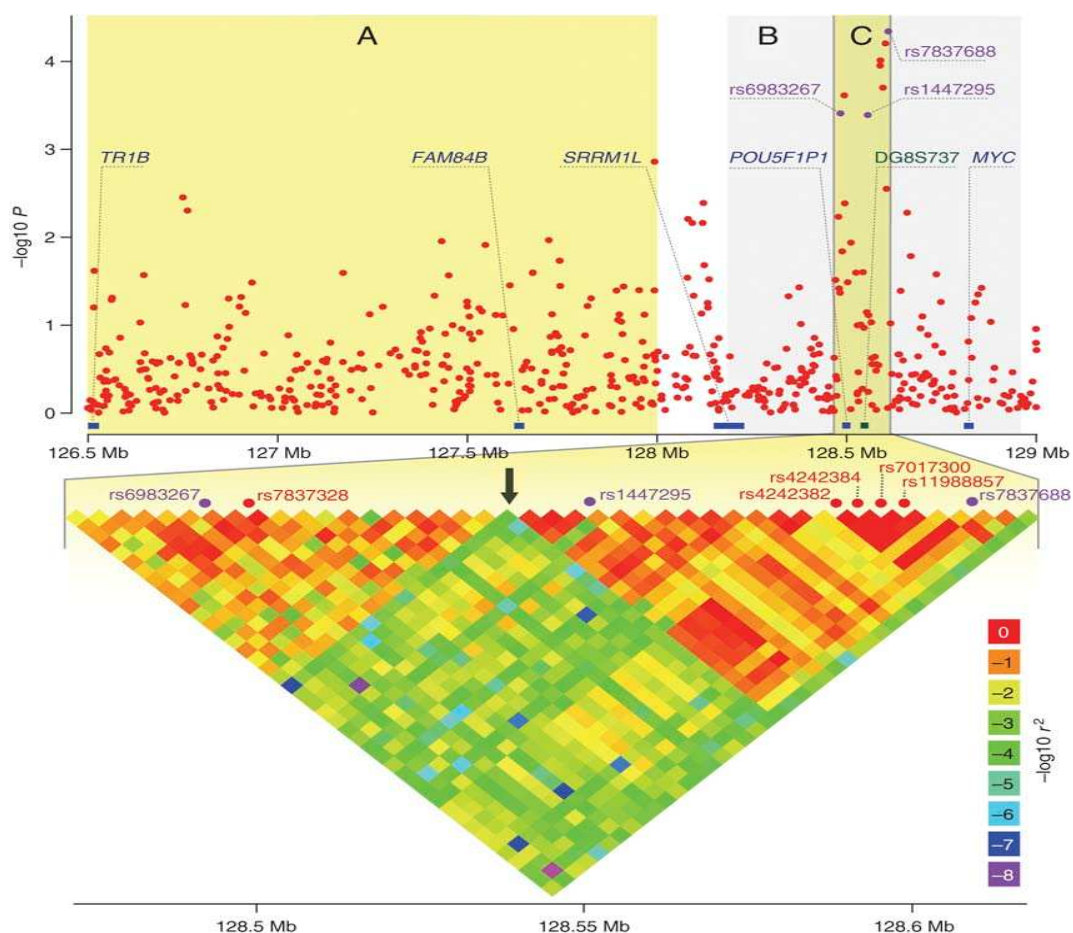 A
B
C
4
3
2
1
0
–log10 P
rs7837688
rs6983267
rs1447295
TR1B
FAM84B
SRRM1L
POU5F1P1
DG8S737
MYC
126.5 Mb
127 Mb
127.5 Mb
128 Mb
128.5 Mb
129 Mb
rs6983267
rs7837328
rs1447295
rs4242384
rs4242382
rs7017300
rs11988857
rs7837688
0
–1
–2
–3
–4
–5
–6
–7
–8
–log10 r²
128.5 Mb
128.55 Mb
128.6 Mb